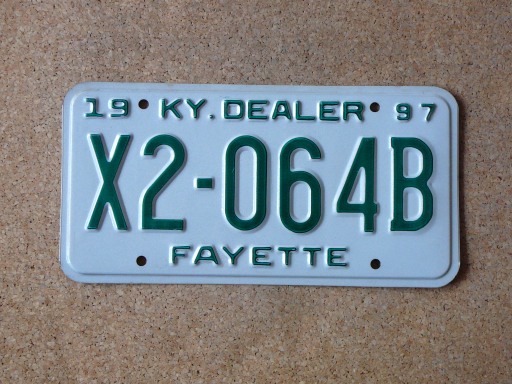 19 KY. DEALER 97
X2-064B
FAYETTE